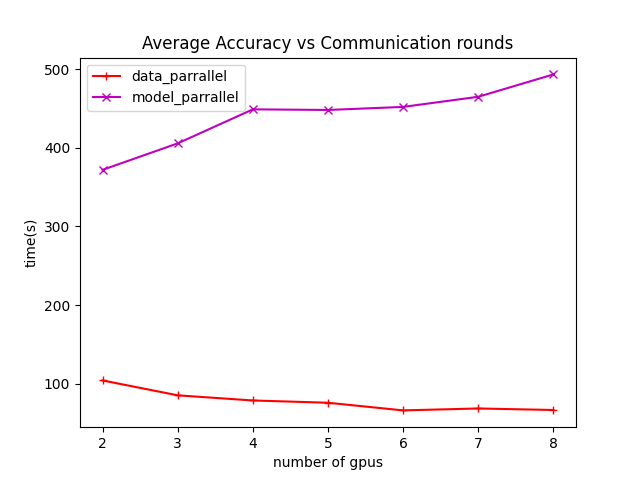 Average Accuracy vs Communication rounds
data_parrallel
model_parrallel
500
400
300
200
100
time(s)
2 3 4 5 6 7 8
number of gpus